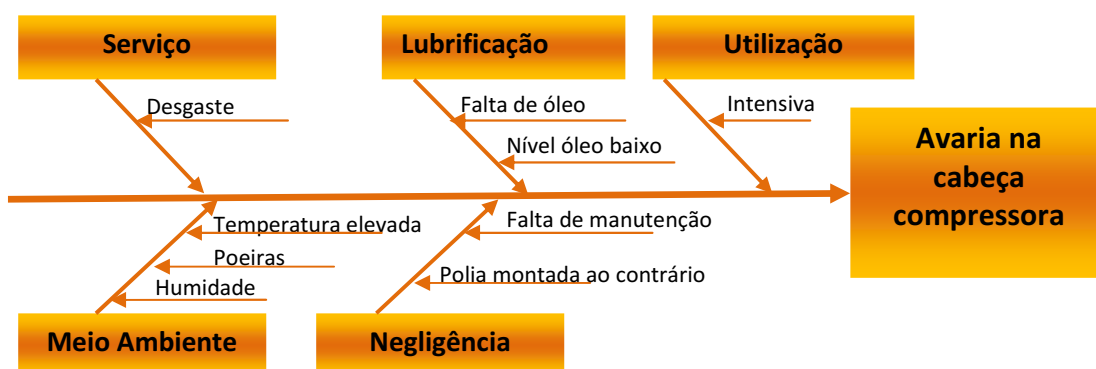 Serviço
Lubrificação
Utilização
Desgaste
Falta de óleo
Intensiva
Nível óleo baixo
Avaria na
cabeça
compressora
Temperatura elevada
Falta de manutenção
Poeiras
Polia montada ao contrário
Humidade
Meio Ambiente
Negligência